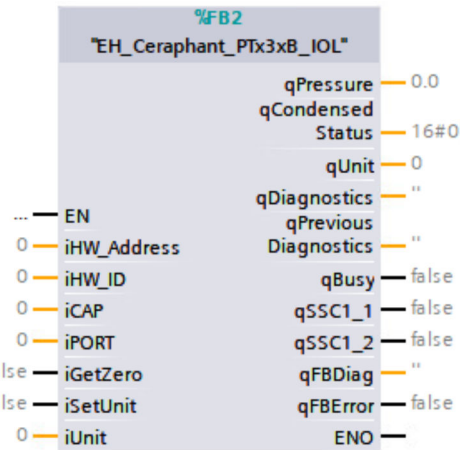 %FB2
"EH_Ceraphant_PTx3xB_IOL"
qPressure 0.0
qCondensed
Status 16#0
qUnit 0
qDiagnostics ''
... EN
qPrevious
0 iHW_Address Diagnostics ''
0 iHW_ID qBusy false
0 iCAP qSSC1_1 false
0 iPORT qSSC1_2 false
lse iGetZero qFBDiag ''
lse iSetUnit qFBError false
0 iUnit ENO